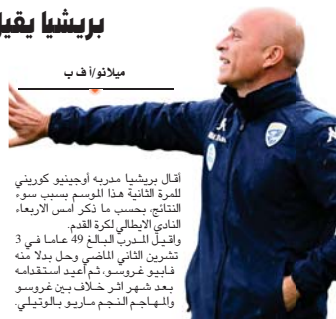 بريشيا يقيل
ميلانو/أ ف ب
أقال بريشيا مدربه أوجينيو كوريني
للمرة الثانية هذا الموسم بسبب سوء
النتائج، بحسب ما ذكر امس الاربعاء
النادي الايطالي لكرة القدم.
واقيل المدرب البالغ 49 عاما في 3
تشرين الثاني الماضي وحل بدلا منه
فابيو غروسو، ثم أعيد استقدامه
بعد شهر اثر خلاف بين غروسو
والمهاجم النجم ماريو بالوتيلي.